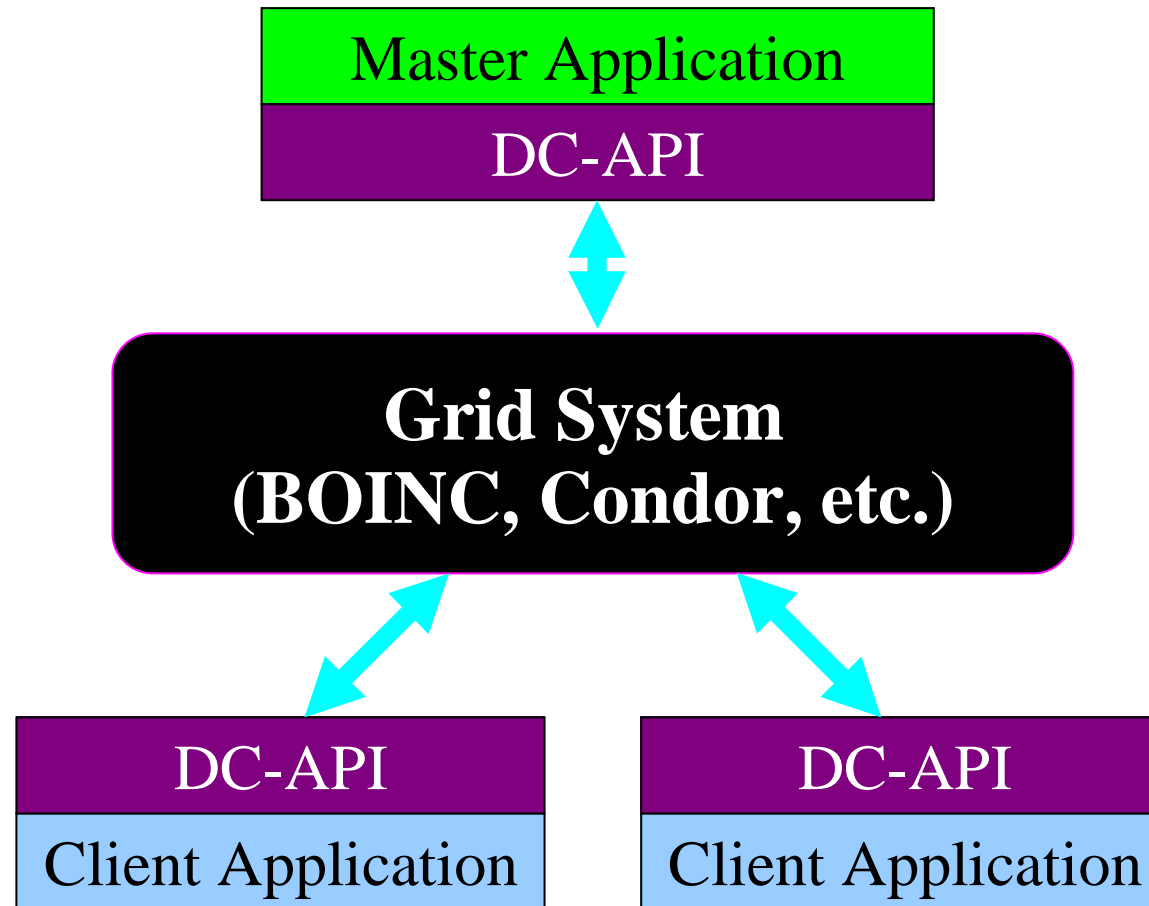 Master Application
DC-API
Grid System
(BOINC, Condor, etc.)
DC-API
DC-API
Client Application
Client Application